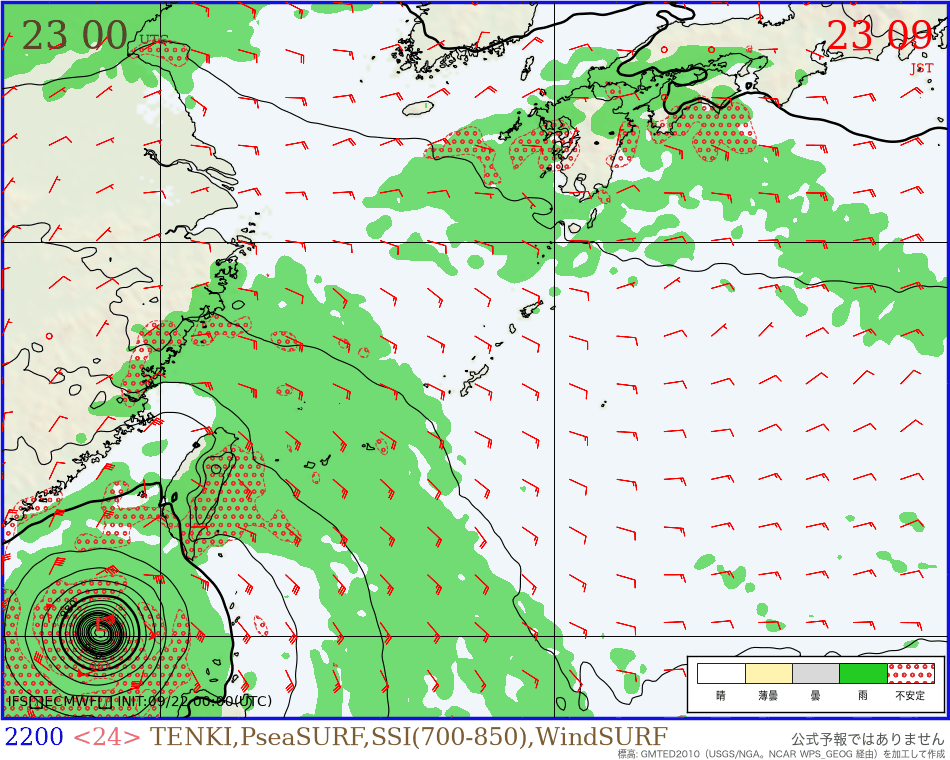 23 00 UTC
23 09
JST
IFS[ECMWF] INIT:09/22 00:00(UTC)
晴 薄曇 曇 雨 不安定
2200 <24> TENKI,PseaSURF,SSI(700-850),WindSURF
公式予報ではありません
標高: GMTED2010（USGS/NGA。NCAR WPS_GEOG 経由）を加工して作成